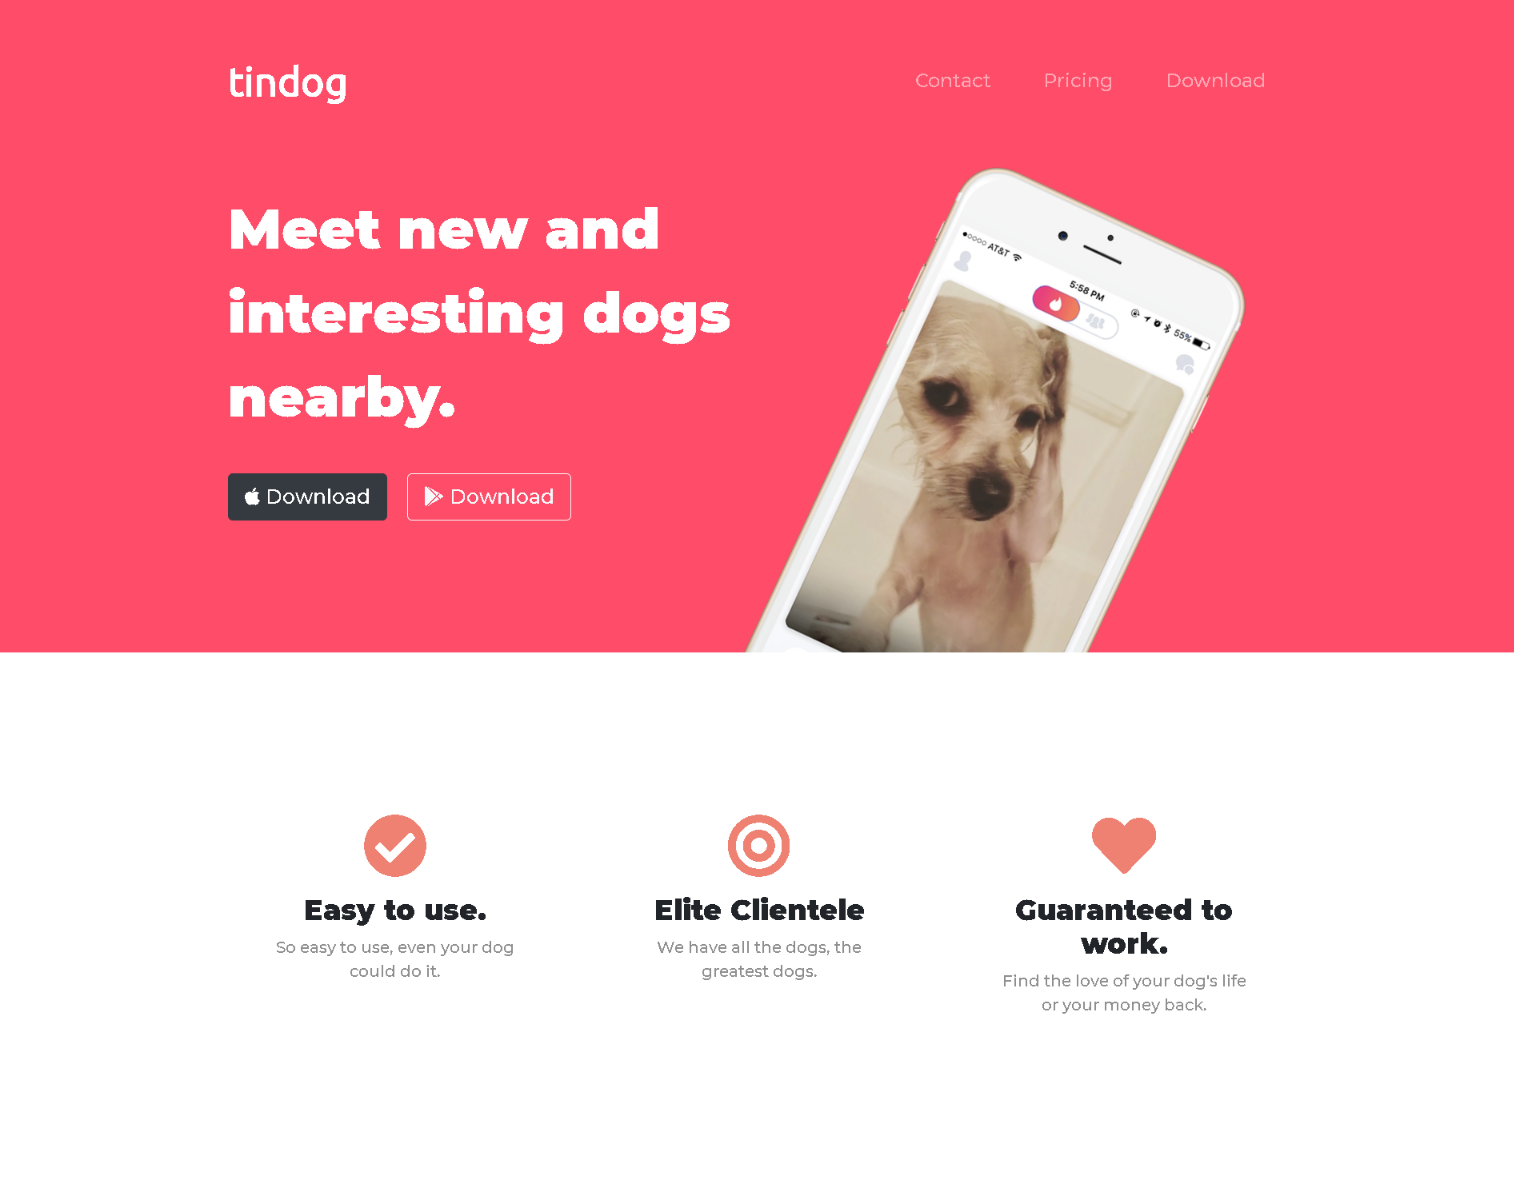 tindog
Contact Pricing Download
Meet new and
interesting dogs
nearby.
Download Download
AT&T 5:58 PM 55%
Easy to use.
So easy to use, even your dog
could do it.
Elite Clientele
We have all the dogs, the
greatest dogs.
Guaranteed to
work.
Find the love of your dog's life
or your money back.